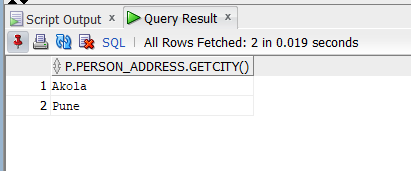 Script Output × Query Result ×
SQL | All Rows Fetched: 2 in 0.019 seconds
P.PERSON_ADDRESS.GETCITY()
1 Akola
2 Pune